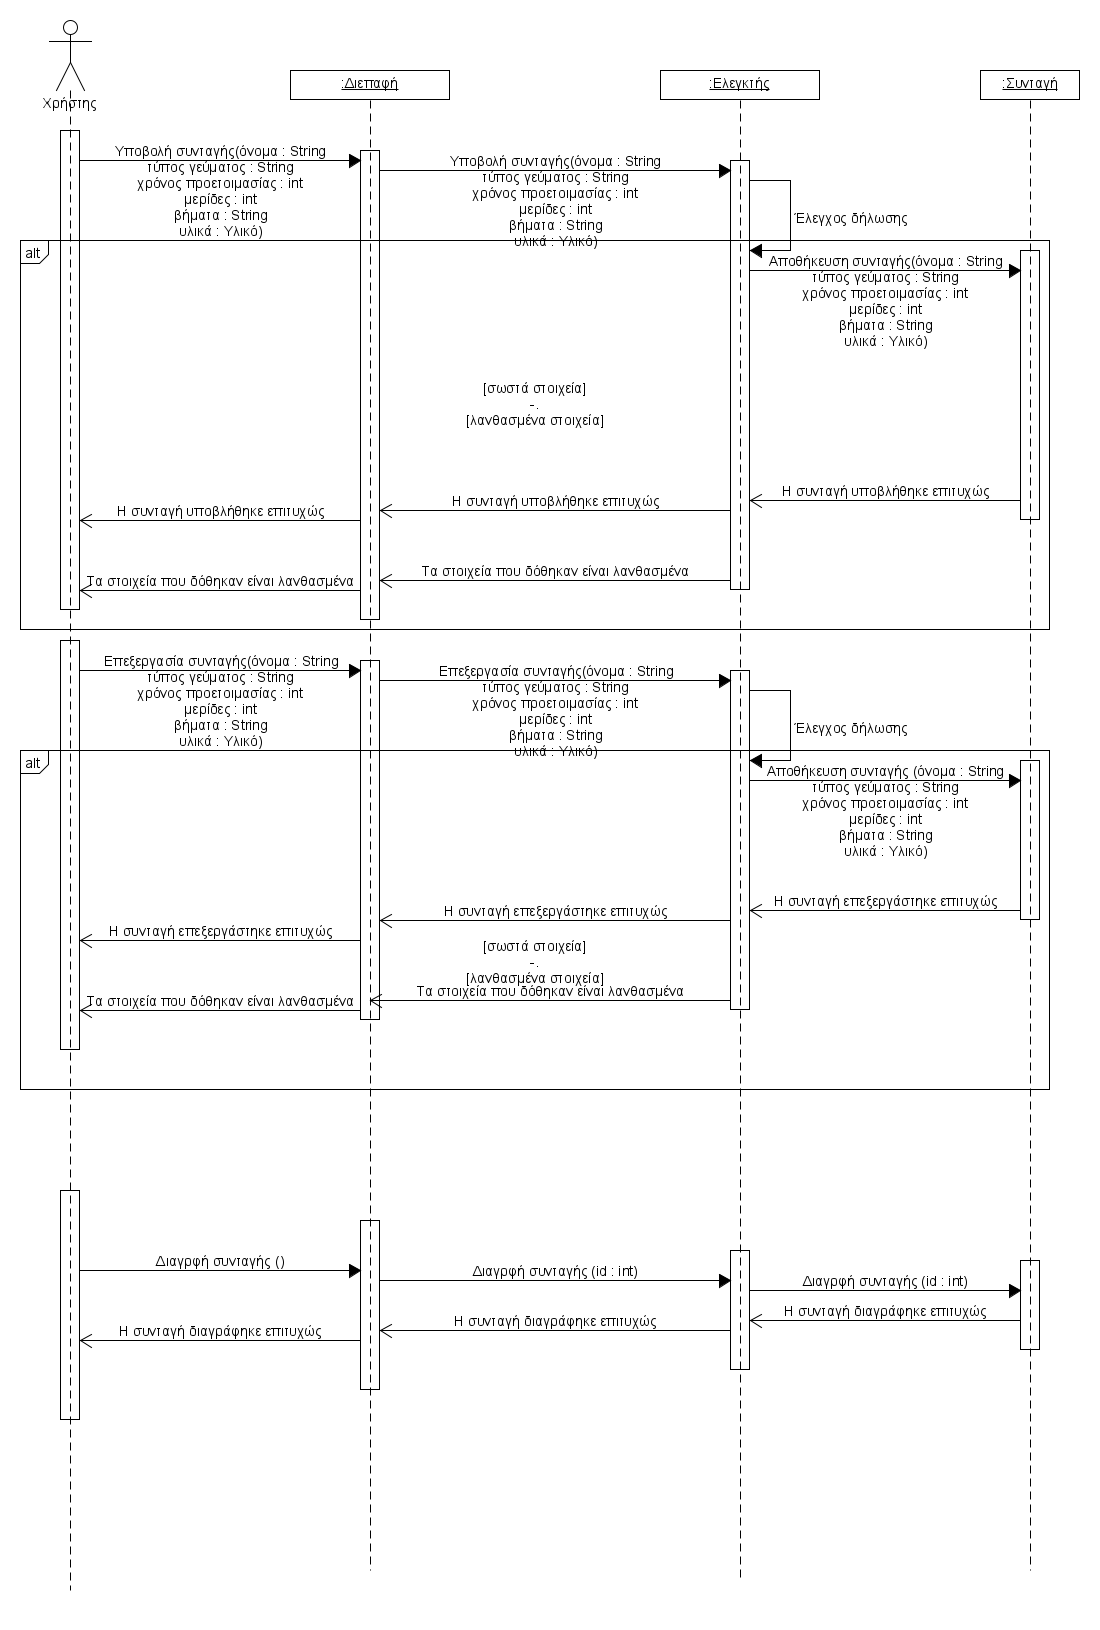 Χρήστης
:Διεπαφή
:Ελεγκτής
:Συνταγή
Υποβολή συνταγής(όνομα : String
τύπος γεύματος : String
χρόνος προετοιμασίας : int
μερίδες : int
βήματα : String
υλικά : Υλικό)
Υποβολή συνταγής(όνομα : String
τύπος γεύματος : String
χρόνος προετοιμασίας : int
μερίδες : int
βήματα : String
υλικά : Υλικό)
Έλεγχος δήλωσης
alt
Αποθήκευση συνταγής(όνομα : String
τύπος γεύματος : String
χρόνος προετοιμασίας : int
μερίδες : int
βήματα : String
υλικά : Υλικό)
[σωστά στοιχεία]
-.
[λανθασμένα στοιχεία]
Η συνταγή υποβλήθηκε επιτυχώς
Η συνταγή υποβλήθηκε επιτυχώς
Η συνταγή υποβλήθηκε επιτυχώς
Τα στοιχεία που δόθηκαν είναι λανθασμένα
Τα στοιχεία που δόθηκαν είναι λανθασμένα
Επεξεργασία συνταγής(όνομα : String
τύπος γεύματος : String
χρόνος προετοιμασίας : int
μερίδες : int
βήματα : String
υλικά : Υλικό)
Επεξεργασία συνταγής(όνομα : String
τύπος γεύματος : String
χρόνος προετοιμασίας : int
μερίδες : int
βήματα : String
υλικά : Υλικό)
Έλεγχος δήλωσης
alt
Αποθήκευση συνταγής (όνομα : String
τύπος γεύματος : String
χρόνος προετοιμασίας : int
μερίδες : int
βήματα : String
υλικά : Υλικό)
Η συνταγή επεξεργάστηκε επιτυχώς
Η συνταγή επεξεργάστηκε επιτυχώς
Η συνταγή επεξεργάστηκε επιτυχώς
[σωστά στοιχεία]
-.
[λανθασμένα στοιχεία]
Τα στοιχεία που δόθηκαν είναι λανθασμένα
Τα στοιχεία που δόθηκαν είναι λανθασμένα
Διαγρφή συνταγής ()
Διαγρφή συνταγής (id : int)
Διαγρφή συνταγής (id : int)
Η συνταγή διαγράφηκε επιτυχώς
Η συνταγή διαγράφηκε επιτυχώς
Η συνταγή διαγράφηκε επιτυχώς